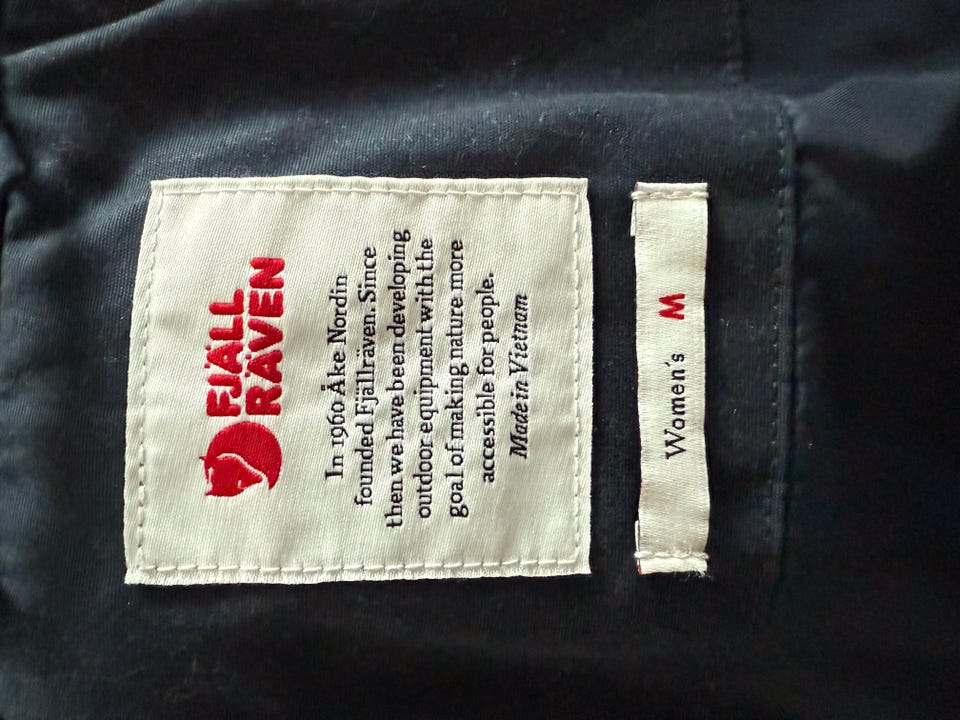 FJÄLL
RÄVEN
In 1960 Åke Nordin
founded Fjällräven. Since
then we have been developing
outdoor equipment with the
goal of making nature more
accessible for people.
Made in Vietnam
Women's M